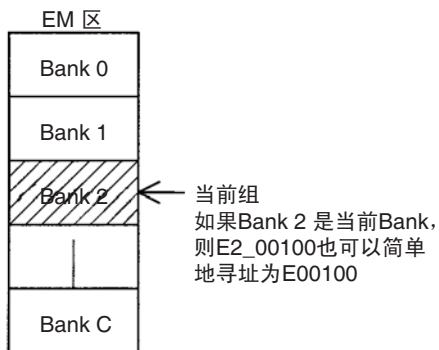 EM 区
Bank 0
Bank 1
Bank 2
当前组
如果Bank 2 是当前Bank，
则E2_00100也可以简单
地寻址为E00100
Bank C